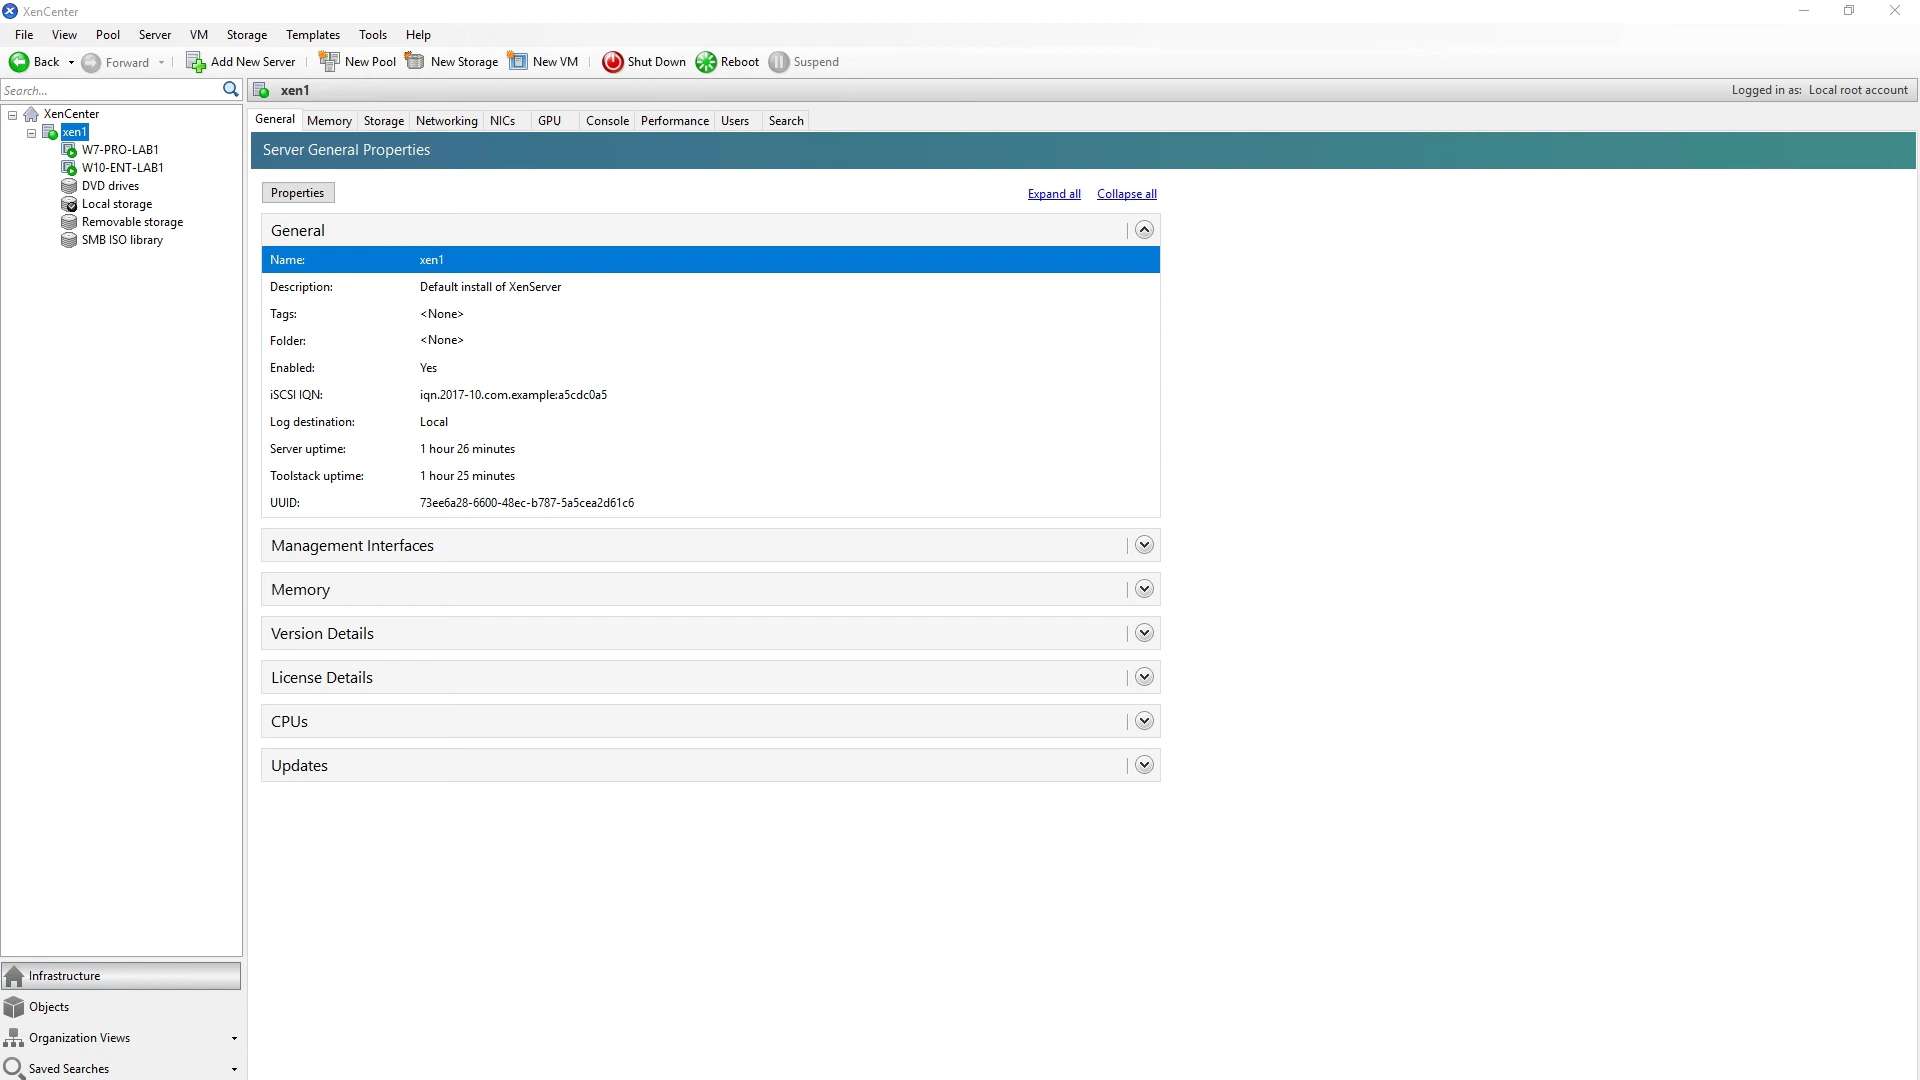 XenCenter
File View Pool Server VM Storage Templates Tools Help
Back Forward Add New Server New Pool New Storage New VM Shut Down Reboot Suspend
Search...
xen1 Logged in as: Local root account
XenCenter
xen1
W7-PRO-LAB1
W10-ENT-LAB1
DVD drives
Local storage
Removable storage
SMB ISO library
General Memory Storage Networking NICs GPU Console Performance Users Search
Server General Properties
Properties Expand all Collapse all
General
Name: xen1
Description: Default install of XenServer
Tags: <None>
Folder: <None>
Enabled: Yes
iSCSI IQN: iqn.2017-10.com.example:a5cdc0a5
Log destination: Local
Server uptime: 1 hour 26 minutes
Toolstack uptime: 1 hour 25 minutes
UUID: 73ee6a28-6600-48ec-b787-5a5cea2d61c6
Management Interfaces
Memory
Version Details
License Details
CPUs
Updates
Infrastructure
Objects
Organization Views
Saved Searches